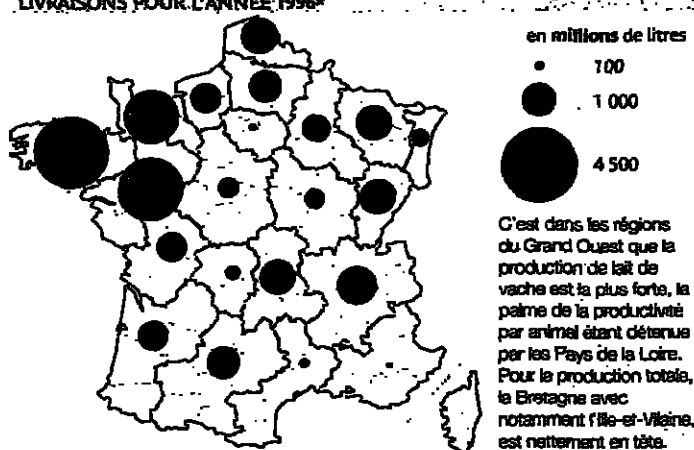 LIVRAISONS POUR L'ANNÉE 1996*
en millions de litres
100
1 000
4 500
C'est dans les régions
du Grand Ouest que la
production de lait de
vache est la plus forte, la
palme de la productivité
par animal étant détenue
par les Pays de la Loire.
Pour la production totale,
la Bretagne avec
notamment l'Ille-et-Vilaine,
est nettement en tête.